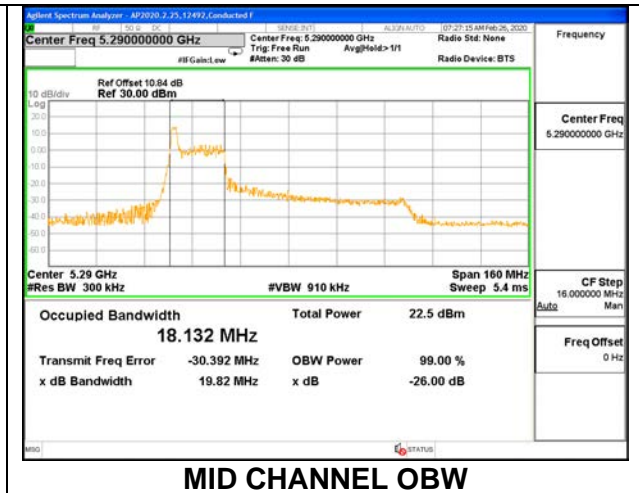 Agilent Spectrum Analyzer - AP2020.2.25,12492,Conducted F
RF 50 Ω DC SENSE:INT ALIGN AUTO 07:27:15 AM Feb 26, 2020
Center Freq 5.290000000 GHz
Center Freq: 5.290000000 GHz
Radio Std: None
Trig: Free Run Avg|Hold:> 1/1
#IFGain:Low #Atten: 30 dB Radio Device: BTS
Frequency
Ref Offset 10.84 dB
10 dB/div Ref 30.00 dBm
Log
20.0
10.0
0.00
-10.0
-20.0
-30.0
-40.0
-50.0
-60.0
Center Freq
5.290000000 GHz
Center 5.29 GHz Span 160 MHz
#Res BW 300 kHz #VBW 910 kHz Sweep 5.4 ms
CF Step
16.000000 MHz
Auto Man
Occupied Bandwidth Total Power 22.5 dBm
18.132 MHz
Freq Offset
0 Hz
Transmit Freq Error -30.392 MHz OBW Power 99.00 %
x dB Bandwidth 19.82 MHz x dB -26.00 dB
MSG STATUS
MID CHANNEL OBW